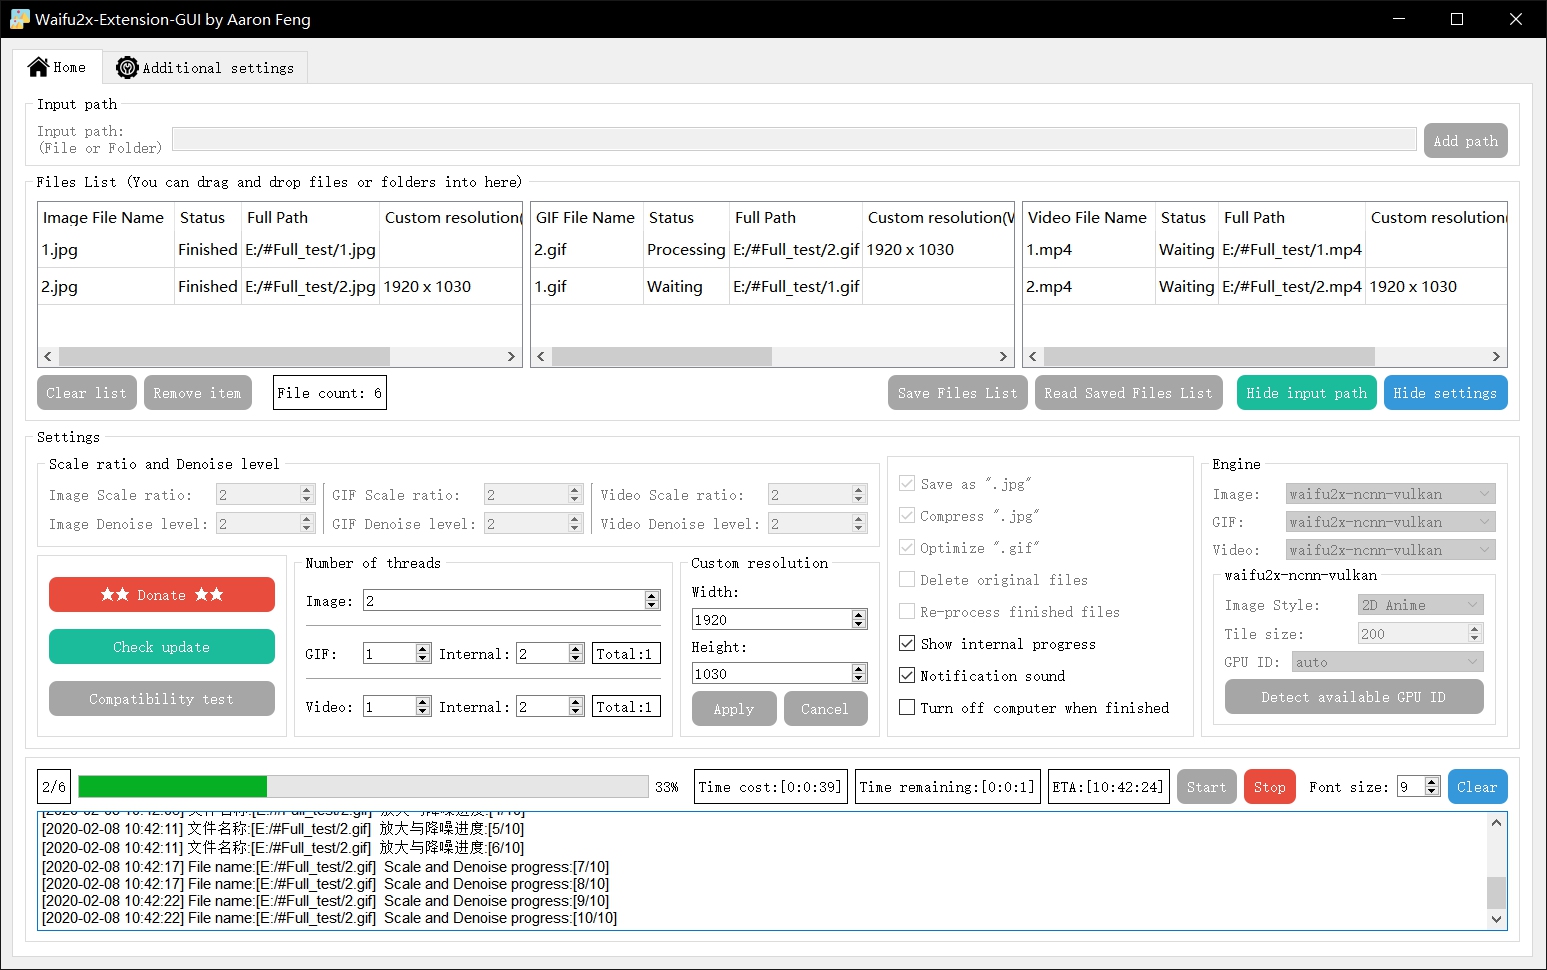 Waifu2x-Extension-GUI by Aaron Feng
Home
Additional settings
Input path
Input path:
(File or Folder)
Add path
Files List (You can drag and drop files or folders into here)
Image File Name Status Full Path Custom resolution(
1.jpg Finished E:/#Full_test/1.jpg
2.jpg Finished E:/#Full_test/2.jpg 1920 x 1030
GIF File Name Status Full Path Custom resolution(W
2.gif Processing E:/#Full_test/2.gif 1920 x 1030
1.gif Waiting E:/#Full_test/1.gif
Video File Name Status Full Path Custom resolution(
1.mp4 Waiting E:/#Full_test/1.mp4
2.mp4 Waiting E:/#Full_test/2.mp4 1920 x 1030
Clear list
Remove item
File count: 6
Save Files List
Read Saved Files List
Hide input path
Hide settings
Settings
Scale ratio and Denoise level
Image Scale ratio: 2
GIF Scale ratio: 2
Video Scale ratio: 2
Image Denoise level: 2
GIF Denoise level: 2
Video Denoise level: 2
★★ Donate ★★
Check update
Compatibility test
Number of threads
Image: 2
GIF: 1 Internal: 2 Total:1
Video: 1 Internal: 2 Total:1
Custom resolution
Width:
1920
Height:
1030
Apply
Cancel
Save as ".jpg"
Compress ".jpg"
Optimize ".gif"
Delete original files
Re-process finished files
Show internal progress
Notification sound
Turn off computer when finished
Engine
Image: waifu2x-ncnn-vulkan
GIF: waifu2x-ncnn-vulkan
Video: waifu2x-ncnn-vulkan
waifu2x-ncnn-vulkan
Image Style: 2D Anime
Tile size: 200
GPU ID: auto
Detect available GPU ID
2/6
33%
Time cost:[0:0:39]
Time remaining:[0:0:1]
ETA:[10:42:24]
Start
Stop
Font size: 9
Clear
[2020-02-08 10:42:11] 文件名称:[E:/#Full_test/2.gif] 放大与降噪进度:[5/10]
[2020-02-08 10:42:11] 文件名称:[E:/#Full_test/2.gif] 放大与降噪进度:[6/10]
[2020-02-08 10:42:17] File name:[E:/#Full_test/2.gif] Scale and Denoise progress:[7/10]
[2020-02-08 10:42:17] File name:[E:/#Full_test/2.gif] Scale and Denoise progress:[8/10]
[2020-02-08 10:42:22] File name:[E:/#Full_test/2.gif] Scale and Denoise progress:[9/10]
[2020-02-08 10:42:22] File name:[E:/#Full_test/2.gif] Scale and Denoise progress:[10/10]